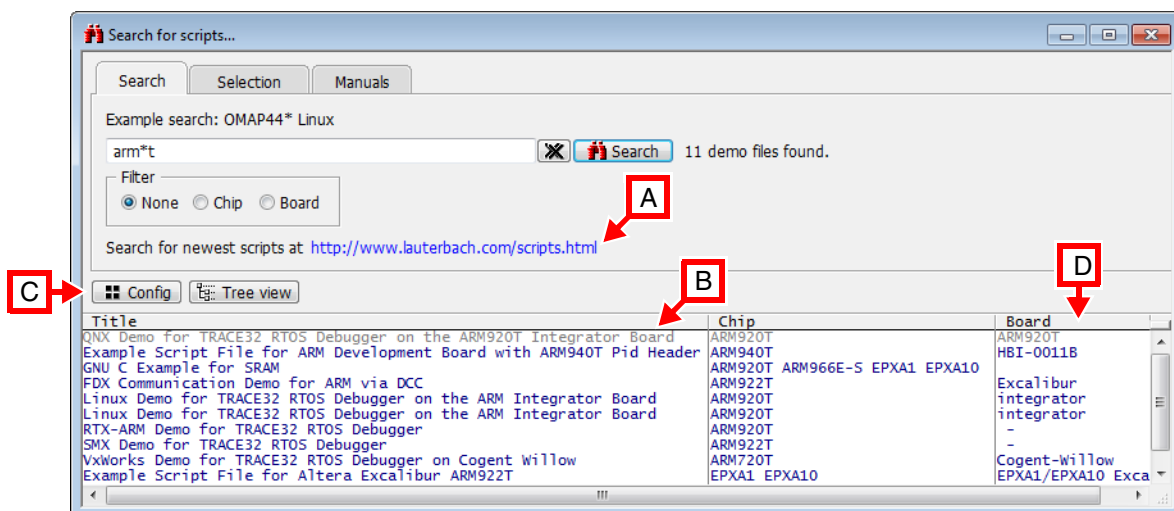 Search for scripts...
Search Selection Manuals
Example search: OMAP44* Linux
arm*t Search 11 demo files found.
Filter
None Chip Board
A
Search for newest scripts at http://www.lauterbach.com/scripts.html
D
B
C Config Tree view
Title Chip Board
QNX Demo for TRACE32 RTOS Debugger on the ARM920T Integrator Board ARM920T ARM920T
Example Script File for ARM Development Board with ARM940T Pid Header ARM940T HBI-0011B
GNU C Example for SRAM ARM920T ARM966E-S EPXA1 EPXA10
FDX Communication Demo for ARM via DCC ARM922T Excalibur
Linux Demo for TRACE32 RTOS Debugger on the ARM Integrator Board ARM920T integrator
Linux Demo for TRACE32 RTOS Debugger on the ARM Integrator Board ARM920T integrator
RTX-ARM Demo for TRACE32 RTOS Debugger ARM920T -
SMX Demo for TRACE32 RTOS Debugger ARM922T -
VxWorks Demo for TRACE32 RTOS Debugger on Cogent Willow ARM720T Cogent-Willow
Example Script File for Altera Excalibur ARM922T EPXA1 EPXA10 EPXA1/EPXA10 Exca